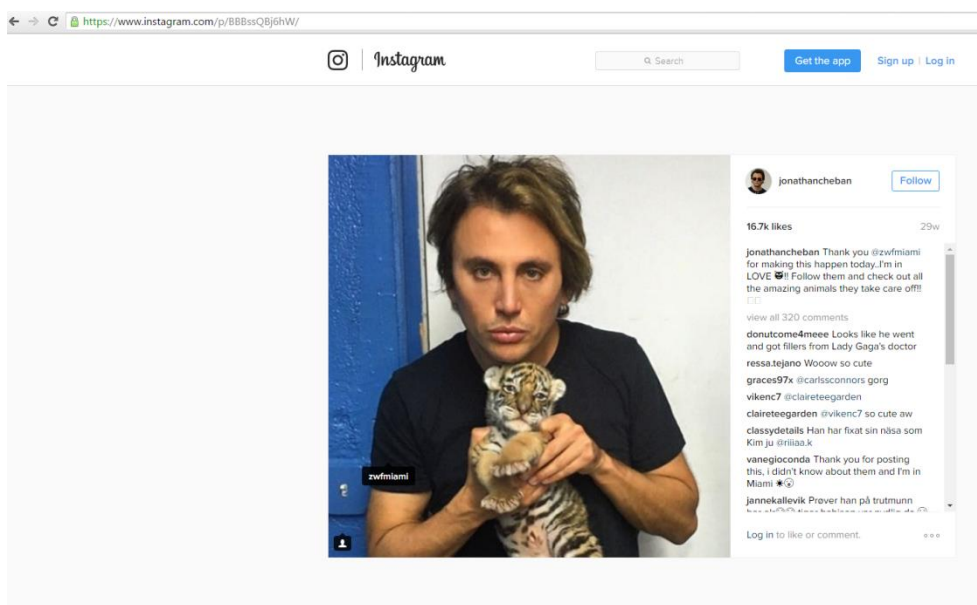 https://www.instagram.com/p/BBBssQBj6hW/
Instagram
Search
Get the app
Sign up | Log in
jonathancheban
Follow
16.7k likes
29w
jonathancheban Thank you @zwfmiami
for making this happen today..I'm in
LOVE !! Follow them and check out all
the amazing animals they take care off!!
view all 320 comments
donutcome4meee Looks like he went
and got fillers from Lady Gaga's doctor
ressa.tejano Wooow so cute
graces97x @carlssconnors gorg
vikenc7 @claireteegarden
claireteegarden @vikenc7 so cute aw
classydetails Han har fixat sin näsa som
Kim ju @riiiaa.k
vanegioconda Thank you for posting
this, i didn't know about them and I'm in
Miami
jannekallevik Prøver han på trutmunn
zwfmiami
Log in to like or comment.